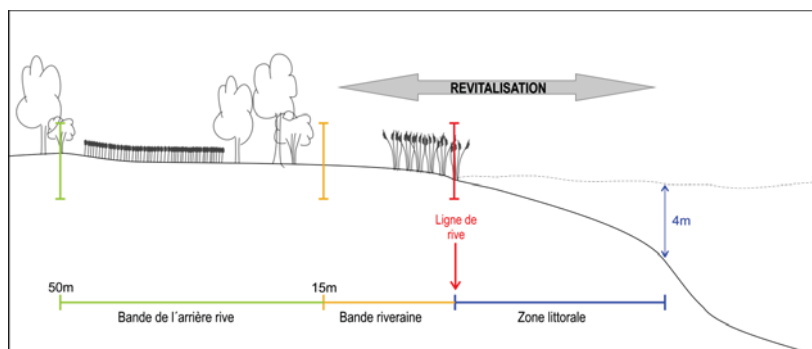 REVITALISATION
Ligne de
rive
4m
50m
15m
Bande de l´arrière rive
Bande riveraine
Zone littorale